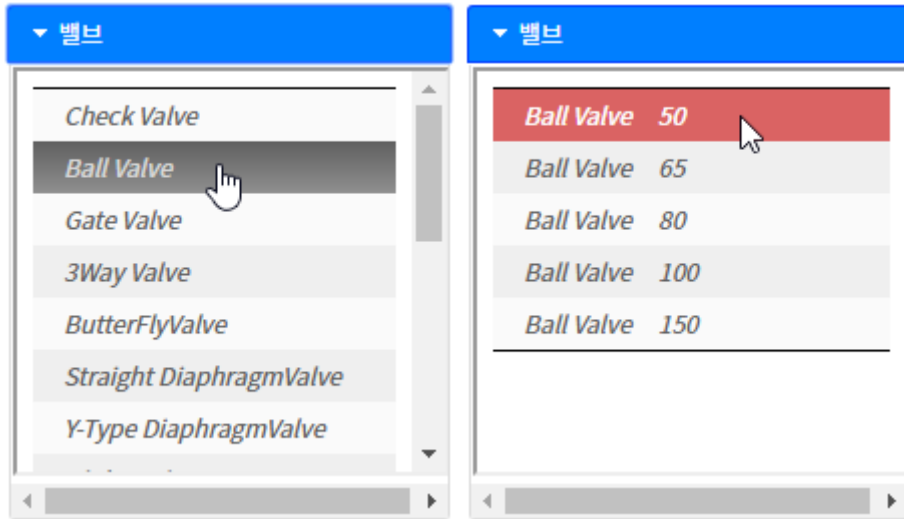 밸브
Check Valve
Ball Valve
Gate Valve
3Way Valve
ButterFlyValve
Straight DiaphragmValve
Y-Type DiaphragmValve
밸브
Ball Valve 50
Ball Valve 65
Ball Valve 80
Ball Valve 100
Ball Valve 150